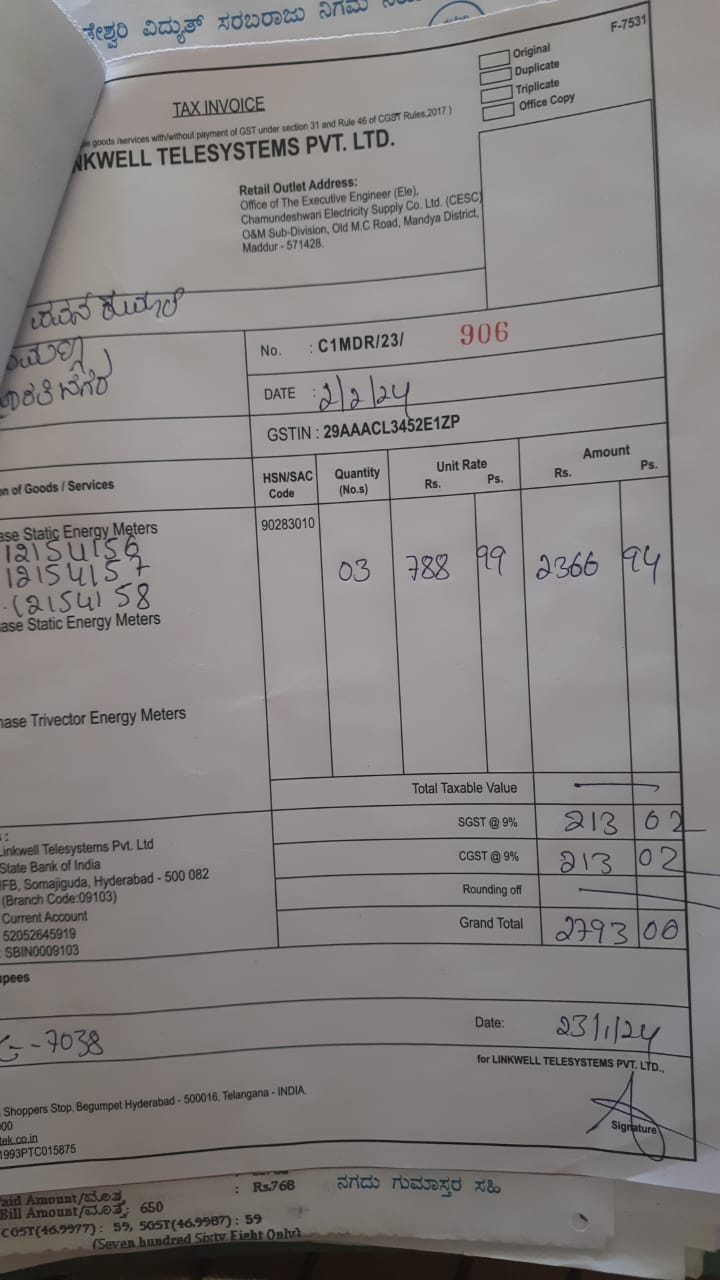 ವಿದ್ಯುತ್ ಸರಬರಾಜು ನಿಗಮ
F-7531
Original
Duplicate
Triplicate
Office Copy
TAX INVOICE
goods /services with/without payment of GST under section 31 and Rule 46 of CGST Rules,2017 )
NKWELL TELESYSTEMS PVT. LTD.
Retail Outlet Address:
Office of The Executive Engineer (Ele),
Chamundeshwari Electricity Supply Co. Ltd. (CESC)
O&M Sub-Division, Old M.C Road, Mandya District,
Maddur - 571428.
No. : C1MDR/23/ 906
DATE : 2/2/24
GSTIN : 29AAACL3452E1ZP
on of Goods / Services HSN/SAC Code Quantity (No.s) Unit Rate Rs. Ps. Amount Rs. Ps.
ase Static Energy Meters 90283010
12154156
12154157 03 788 99 2366 94
12154158
ase Static Energy Meters
hase Trivector Energy Meters
Total Taxable Value
SGST @ 9% 213 02
CGST @ 9% 213 02
Rounding off
Grand Total 2793 00
Linkwell Telesystems Pvt. Ltd
State Bank of India
IFB, Somajiguda, Hyderabad - 500 082
(Branch Code:09103)
Current Account
52052645919
: SBIN0009103
upees
-7038
Date: 23/1/24
for LINKWELL TELESYSTEMS PVT. LTD.,
Shoppers Stop, Begumpet Hyderabad - 500016, Telangana - INDIA.
000
tek.co.in
1993PTC015875
Signature
aid Amount/ಮೊತ್ತ : Rs.768 ನಗದು ಗುಮಾಸ್ತರ ಸಹಿ
Bill Amount/ಮೊತ್ತ: 650
CGST(46.9977) : 59, SGST(46.9987) : 59
(Seven hundred Sixty Eight Only)